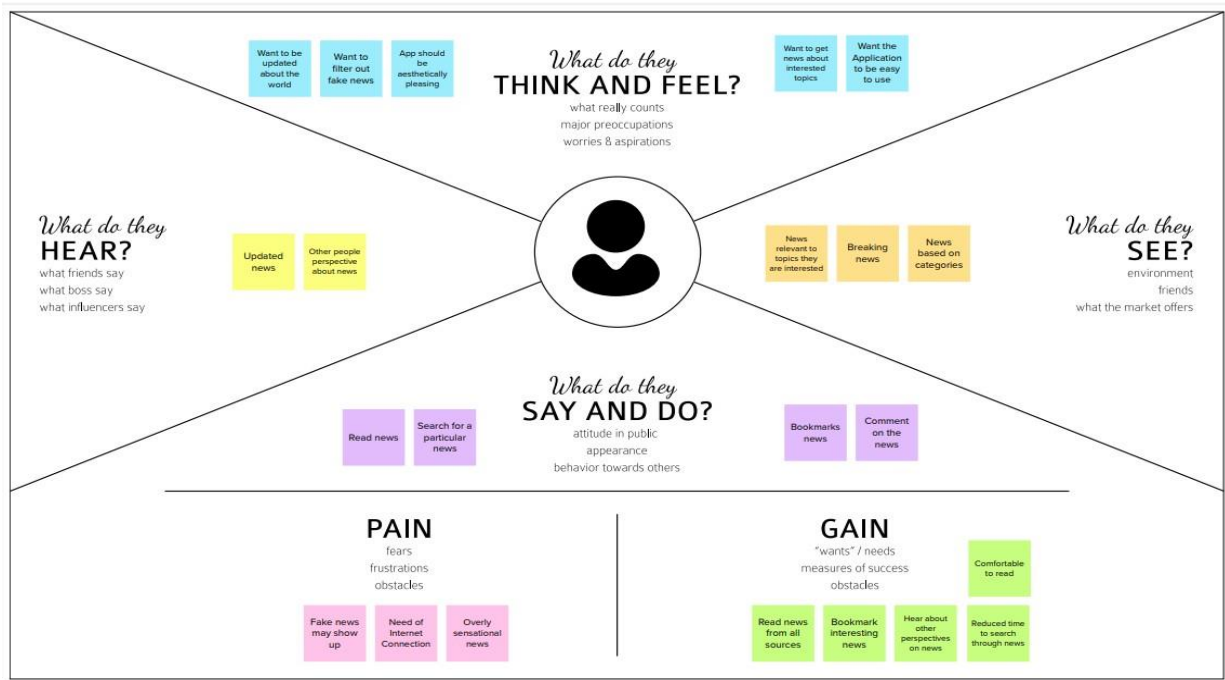 Want to be
updated
about the
world
Want to
filter out
fake news
App should
be
aesthetically
pleasing
What do they
THINK AND FEEL?
what really counts
major preoccupations
worries & aspirations
Want to get
news about
interested
topics
Want the
Application
to be easy
to use
What do they
HEAR?
what friends say
what boss say
what influencers say
Updated
news
Other people
perspective
about news
News
relevant to
topics they
are interested
Breaking
news
News
based on
categories
What do they
SEE?
environment
friends
what the market offers
Read news
Search for a
particular
news
What do they
SAY AND DO?
attitude in public
appearance
behavior towards others
Bookmarks
news
Comment
on the
news
PAIN
fears
frustrations
obstacles
Fake news
may show
up
Need of
Internet
Connection
Overly
sensational
news
GAIN
"wants" / needs
measures of success
obstacles
Comfortable
to read
Read news
from all
sources
Bookmark
interesting
news
Hear about
other
perspectives
on news
Reduced time
to search
through news